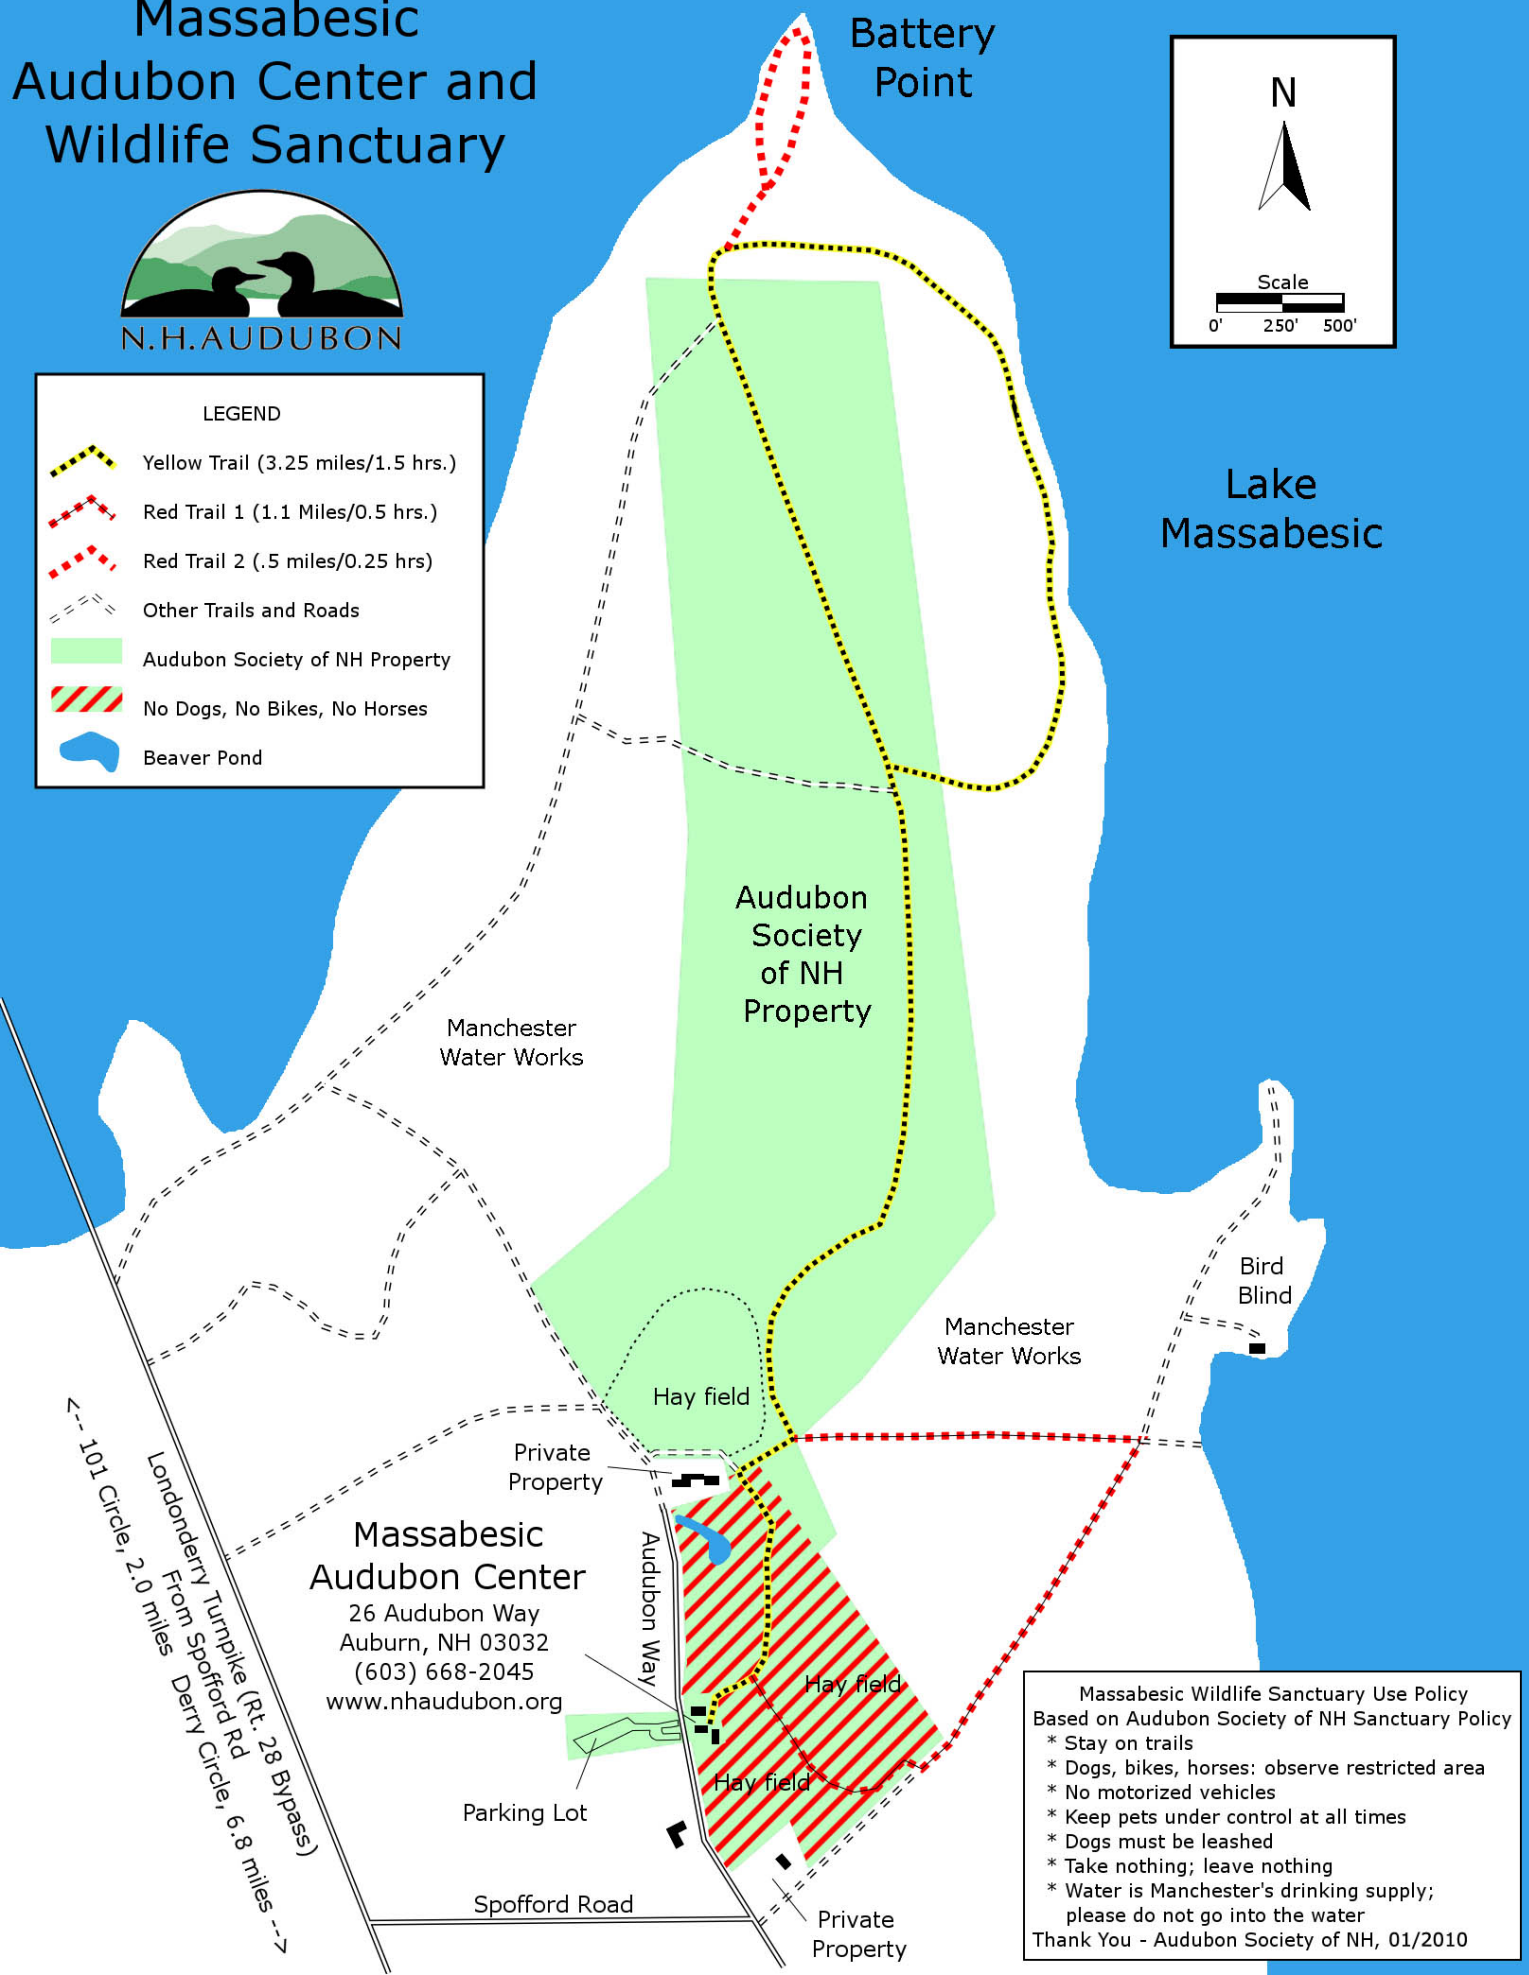 Massabesic
Audubon Center and
Wildlife Sanctuary
N.H.AUDUBON
Battery
Point
N
Scale
0' 250' 500'
LEGEND
Yellow Trail (3.25 miles/1.5 hrs.)
Red Trail 1 (1.1 Miles/0.5 hrs.)
Red Trail 2 (.5 miles/0.25 hrs)
Other Trails and Roads
Audubon Society of NH Property
No Dogs, No Bikes, No Horses
Beaver Pond
Lake
Massabesic
Audubon
Society
of NH
Property
Manchester
Water Works
Bird
Blind
Manchester
Water Works
Hay field
Private
Property
Massabesic
Audubon Center
26 Audubon Way
Auburn, NH 03032
(603) 668-2045
www.nhaudubon.org
Audubon Way
Londonderry Turnpike (Rt. 28 Bypass)
From Spofford Rd
<-- 101 Circle, 2.0 miles Derry Circle, 6.8 miles --->
Hay field
Hay field
Parking Lot
Spofford Road
Private
Property
Massabesic Wildlife Sanctuary Use Policy
Based on Audubon Society of NH Sanctuary Policy
* Stay on trails
* Dogs, bikes, horses: observe restricted area
* No motorized vehicles
* Keep pets under control at all times
* Dogs must be leashed
* Take nothing; leave nothing
* Water is Manchester's drinking supply;
please do not go into the water
Thank You - Audubon Society of NH, 01/2010